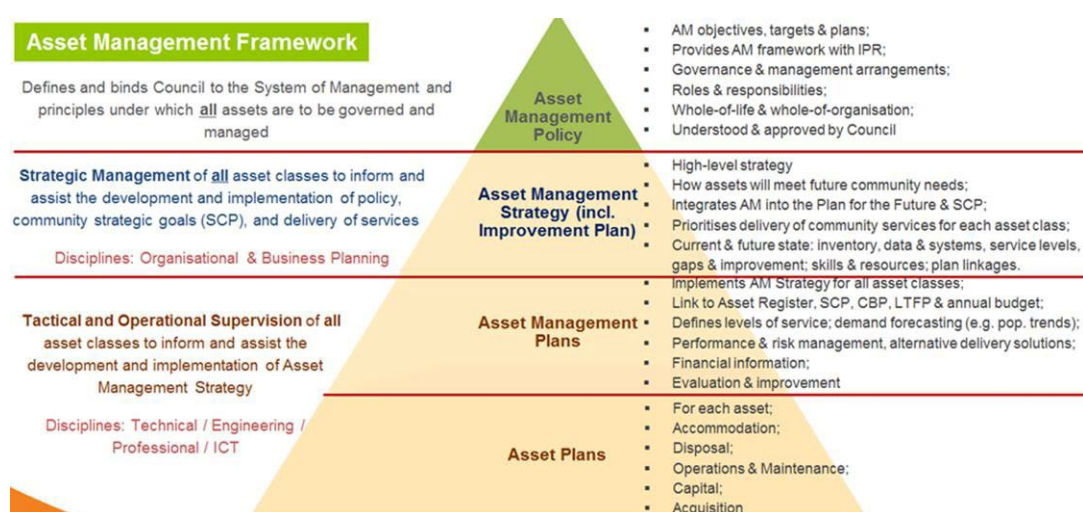 Asset Management Framework
Defines and binds Council to the System of Management and
principles under which all assets are to be governed and
managed
Asset
Management
Policy
▪ AM objectives, targets & plans;
▪ Provides AM framework with IPR;
▪ Governance & management arrangements;
▪ Roles & responsibilities;
▪ Whole-of-life & whole-of-organisation;
▪ Understood & approved by Council
Strategic Management of all asset classes to inform and
assist the development and implementation of policy,
community strategic goals (SCP), and delivery of services
Disciplines: Organisational & Business Planning
Asset Management
Strategy (incl.
Improvement Plan)
▪ High-level strategy
▪ How assets will meet future community needs;
▪ Integrates AM into the Plan for the Future & SCP;
▪ Prioritises delivery of community services for each asset class;
▪ Current & future state: inventory, data & systems, service levels,
gaps & improvement; skills & resources; plan linkages.
Tactical and Operational Supervision of all
asset classes to inform and assist the
development and implementation of Asset
Management Strategy
Disciplines: Technical / Engineering /
Professional / ICT
Asset Management
Plans
▪ Implements AM Strategy for all asset classes;
▪ Link to Asset Register, SCP, CBP, LTFP & annual budget;
▪ Defines levels of service; demand forecasting (e.g. pop. trends);
▪ Performance & risk management, alternative delivery solutions;
▪ Financial information;
▪ Evaluation & improvement
Asset Plans
▪ For each asset;
▪ Accommodation;
▪ Disposal;
▪ Operations & Maintenance;
▪ Capital;
▪ Acquisition